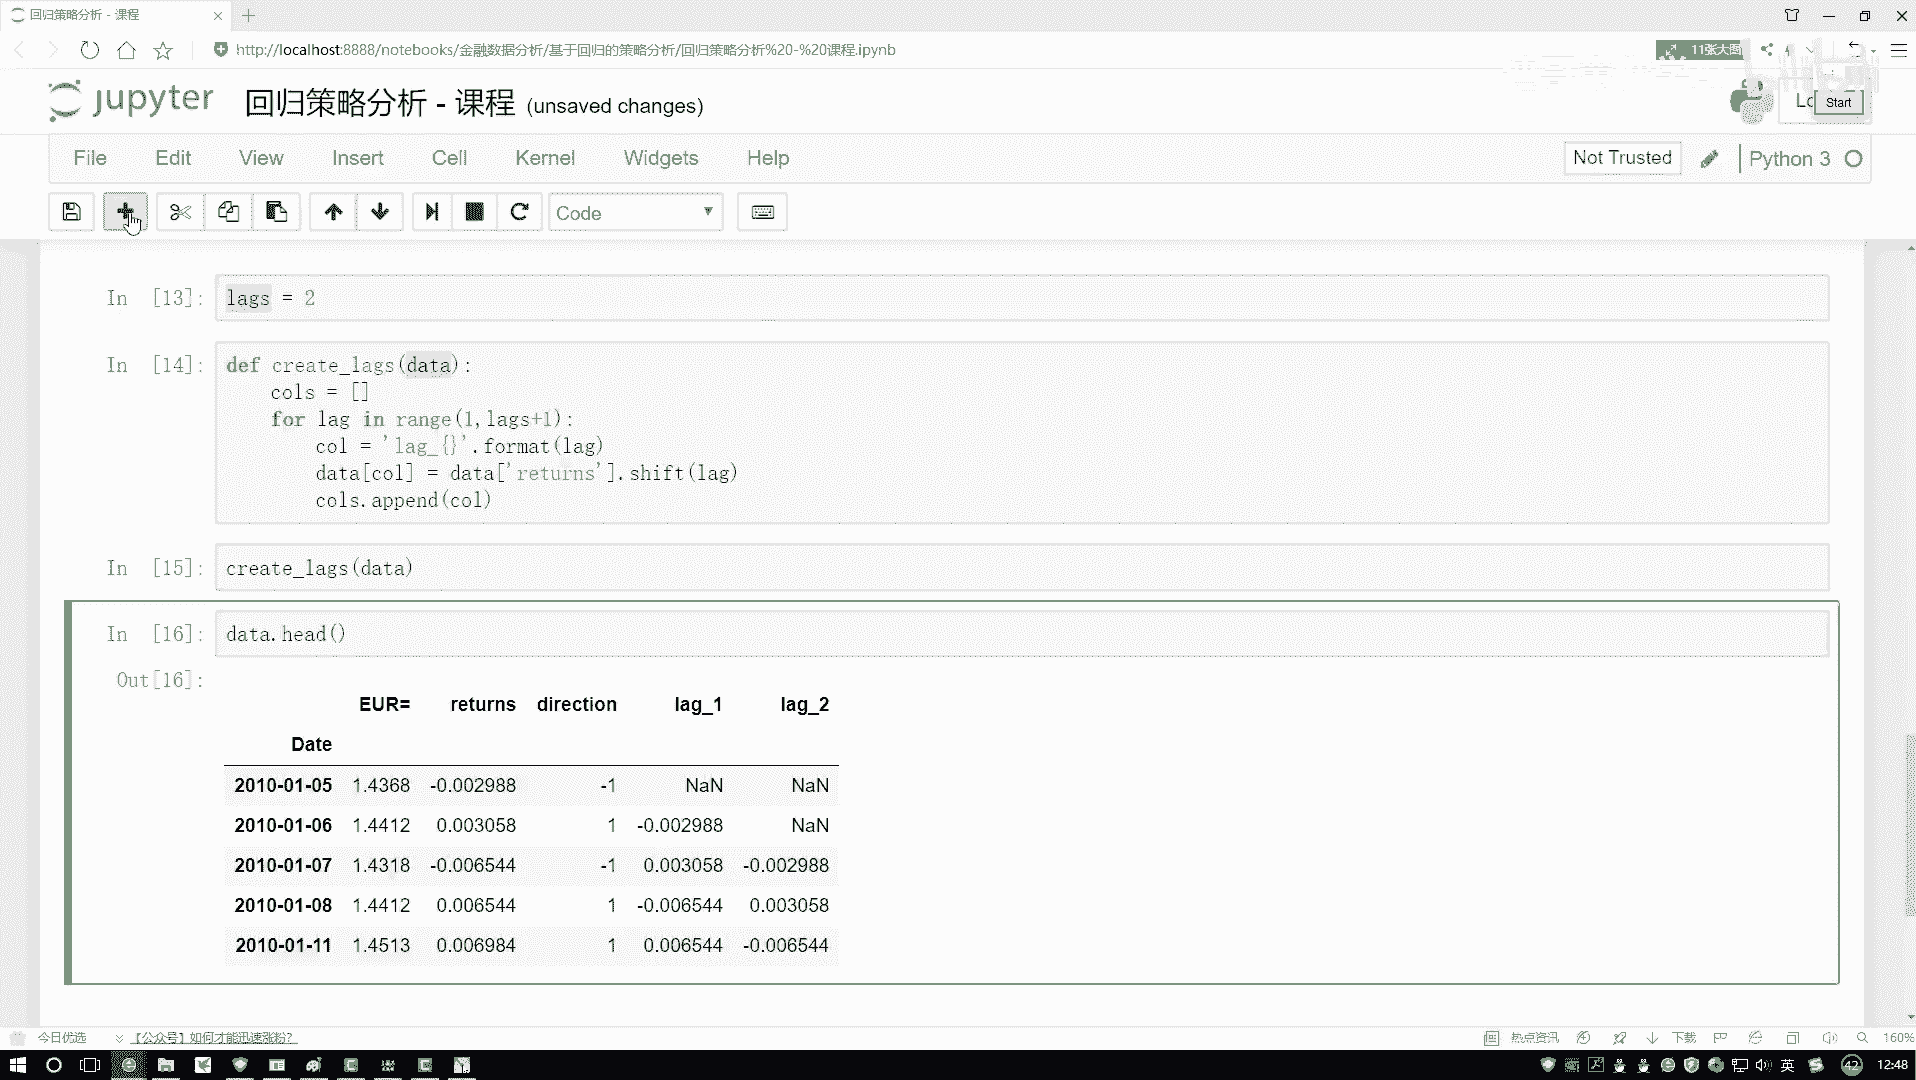 回归策略分析 - 课程
http://localhost:8888/notebooks/金融数据分析/基于回归的策略分析/回归策略分析%20-%20课程.ipynb
11张大图
jupyter 回归策略分析 - 课程 (unsaved changes)
Start
File Edit View Insert Cell Kernel Widgets Help
Not Trusted Python 3
Code
In [13]: lags = 2
In [14]: def create_lags(data):
cols = []
for lag in range(1,lags+1):
col = 'lag_{}'.format(lag)
data[col] = data['returns'].shift(lag)
cols.append(col)
In [15]: create_lags(data)
In [16]: data.head()
Out[16]:
EUR= returns direction lag_1 lag_2
Date
2010-01-05 1.4368 -0.002988 -1 NaN NaN
2010-01-06 1.4412 0.003058 1 -0.002988 NaN
2010-01-07 1.4318 -0.006544 -1 0.003058 -0.002988
2010-01-08 1.4412 0.006544 1 -0.006544 0.003058
2010-01-11 1.4513 0.006984 1 0.006544 -0.006544
今日优选 【公众号】如何才能迅速涨粉? 热点资讯 下载 160%
英 42 12:48